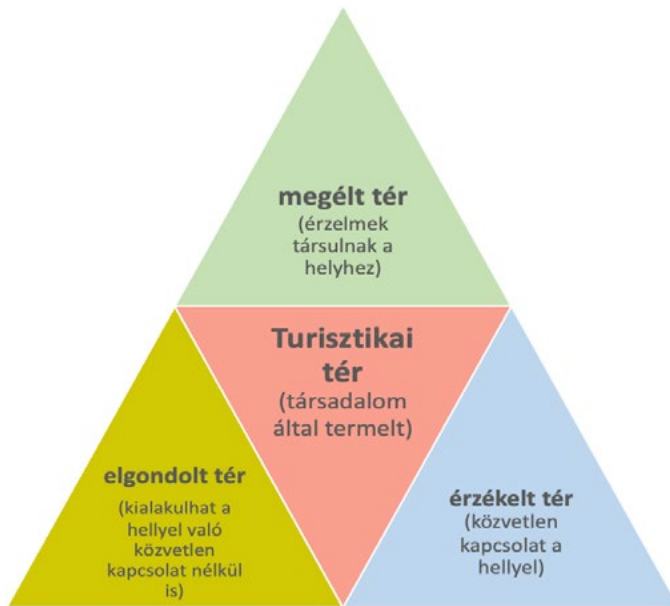 megélt tér
(érzelmek
társulnak a
helyhez)
Turisztikai
tér
(társadalom
által termelt)
elgondolt tér
(kialakulhat a
hellyel való
közvetlen
kapcsolat nélkül
is)
érzékelt tér
(közvetlen
kapcsolat a
hellyel)